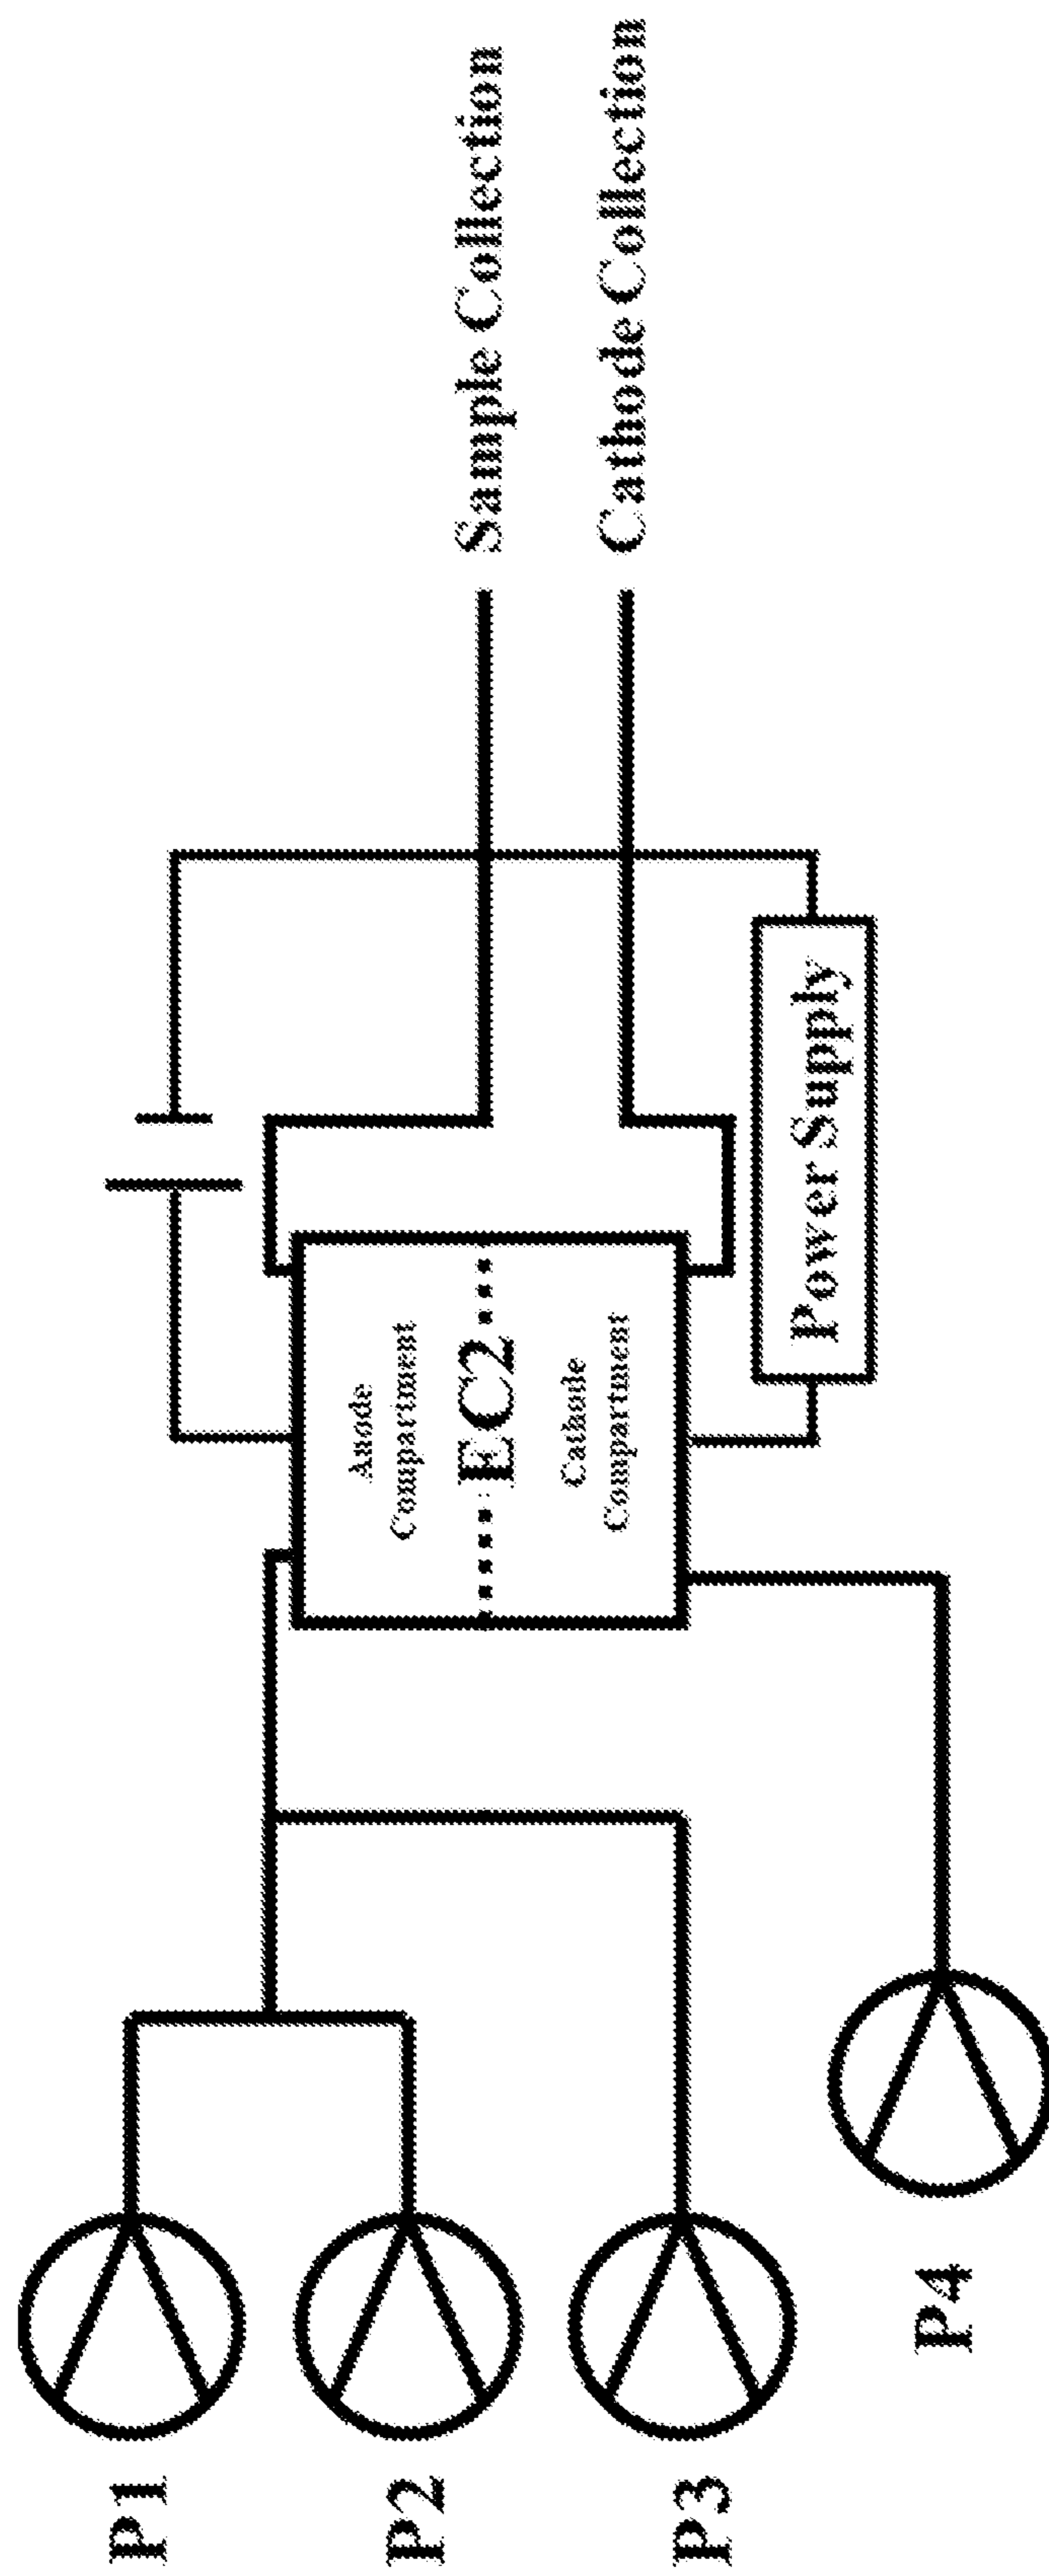 P1
P2
P3
P4
Anode
Compartment
EC2
Cathode
Compartment
Power Supply
Sample Collection
Cathode Collection